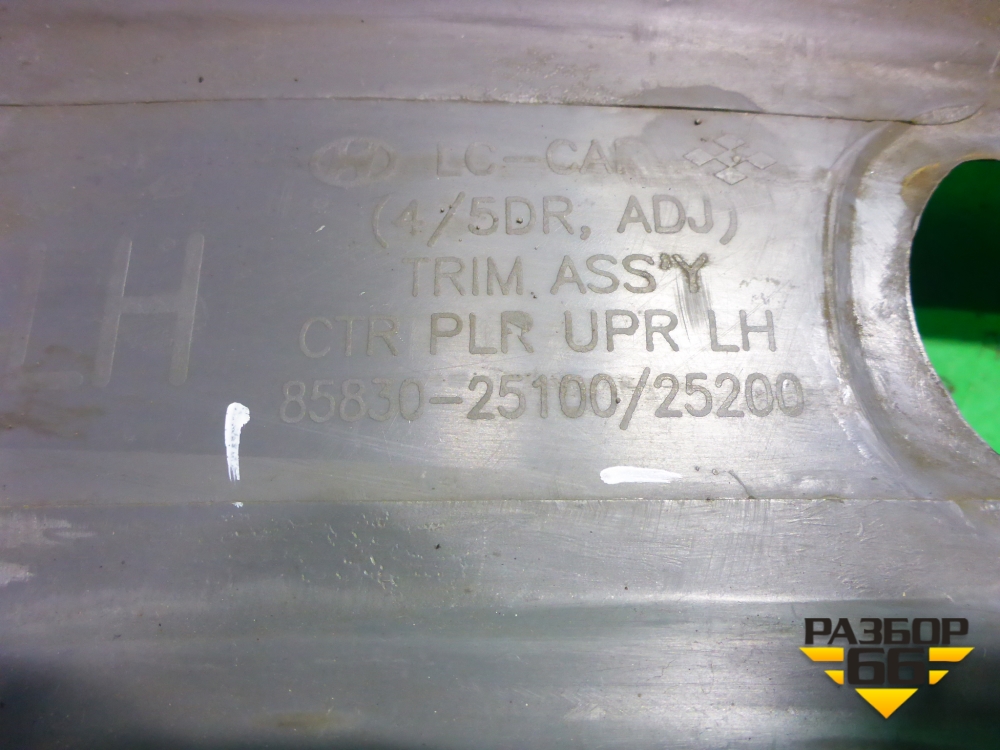 LC-CAR
(4/5DR, ADJ)
TRIM ASS'Y
CTR PLR UPR LH
85830-25100/25200
LH
РАЗБОР
66